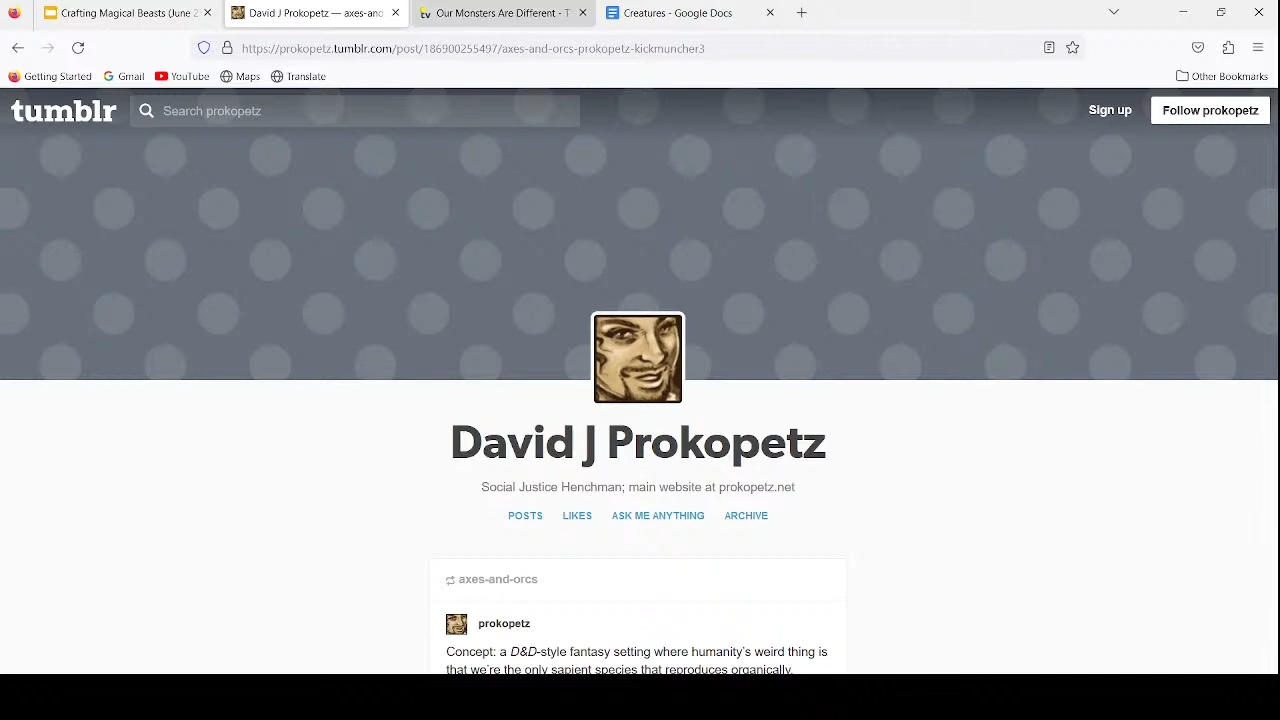 Crafting Magical Beasts (June 2
David J Prokopetz — axes-and
Our Monsters Are Different - T
Creatures - Google Docs
https://prokopetz.tumblr.com/post/186900255497/axes-and-orcs-prokopetz-kickmuncher3
Getting Started
Gmail
YouTube
Maps
Translate
Other Bookmarks
tumblr
Search prokopetz
Sign up
Follow prokopetz
David J Prokopetz
Social Justice Henchman; main website at prokopetz.net
POSTS LIKES ASK ME ANYTHING ARCHIVE
axes-and-orcs
prokopetz
Concept: a D&D-style fantasy setting where humanity's weird thing is
that we're the only sapient species that reproduces organically.